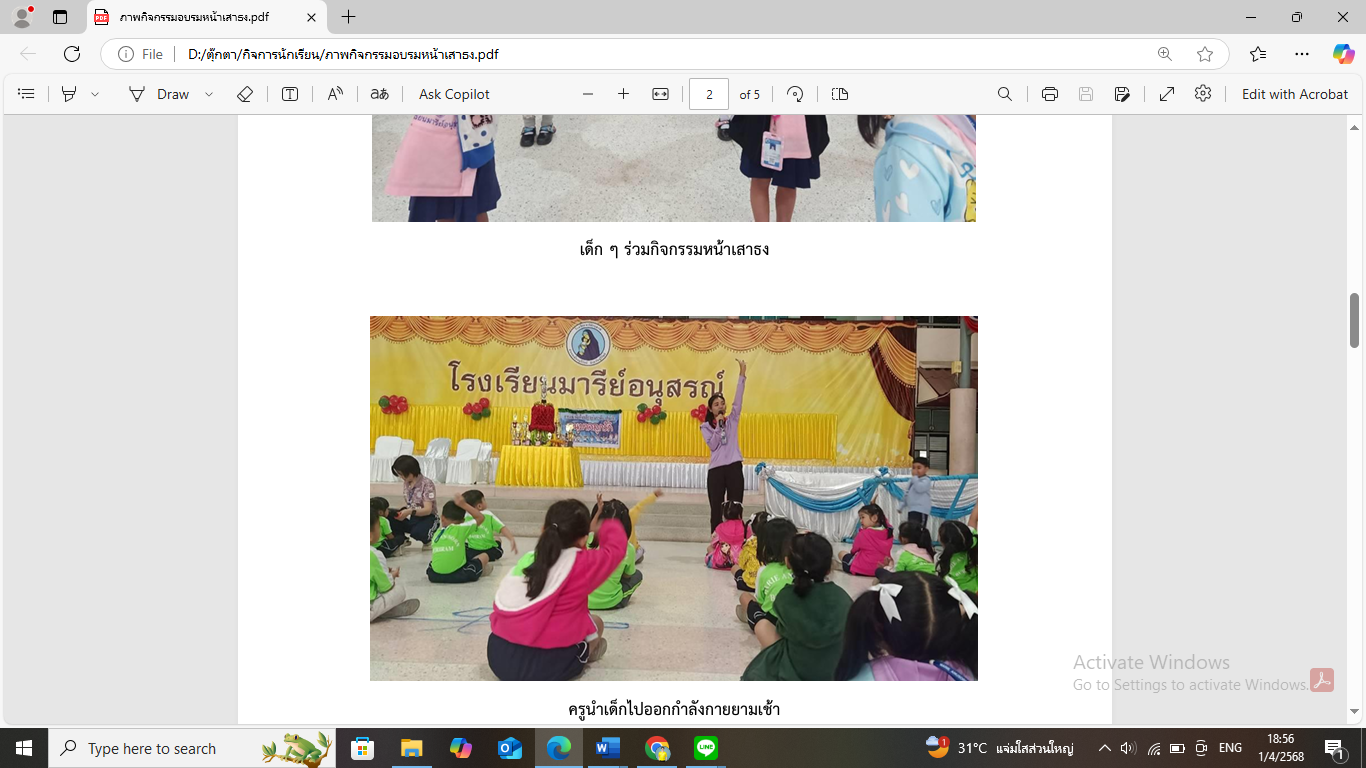 ภาพกิจกรรมอบรมหน้าเสาธง.pdf
File
D:/ตุ๊กตา/กิจการนักเรียน/ภาพกิจกรรมอบรมหน้าเสาธง.pdf
Draw
Ask Copilot
2 of 5
Edit with Acrobat
เด็ก ๆ ร่วมกิจกรรมหน้าเสาธง
โรงเรียนมารีย์อนุสรณ์
ครูนำเด็กไปออกกำลังกายยามเช้า
Activate Windows
Go to Settings to activate Windows.
Type here to search
1
31°C แจ่มใสส่วนใหญ่
ENG
18:56
1/4/2568
1